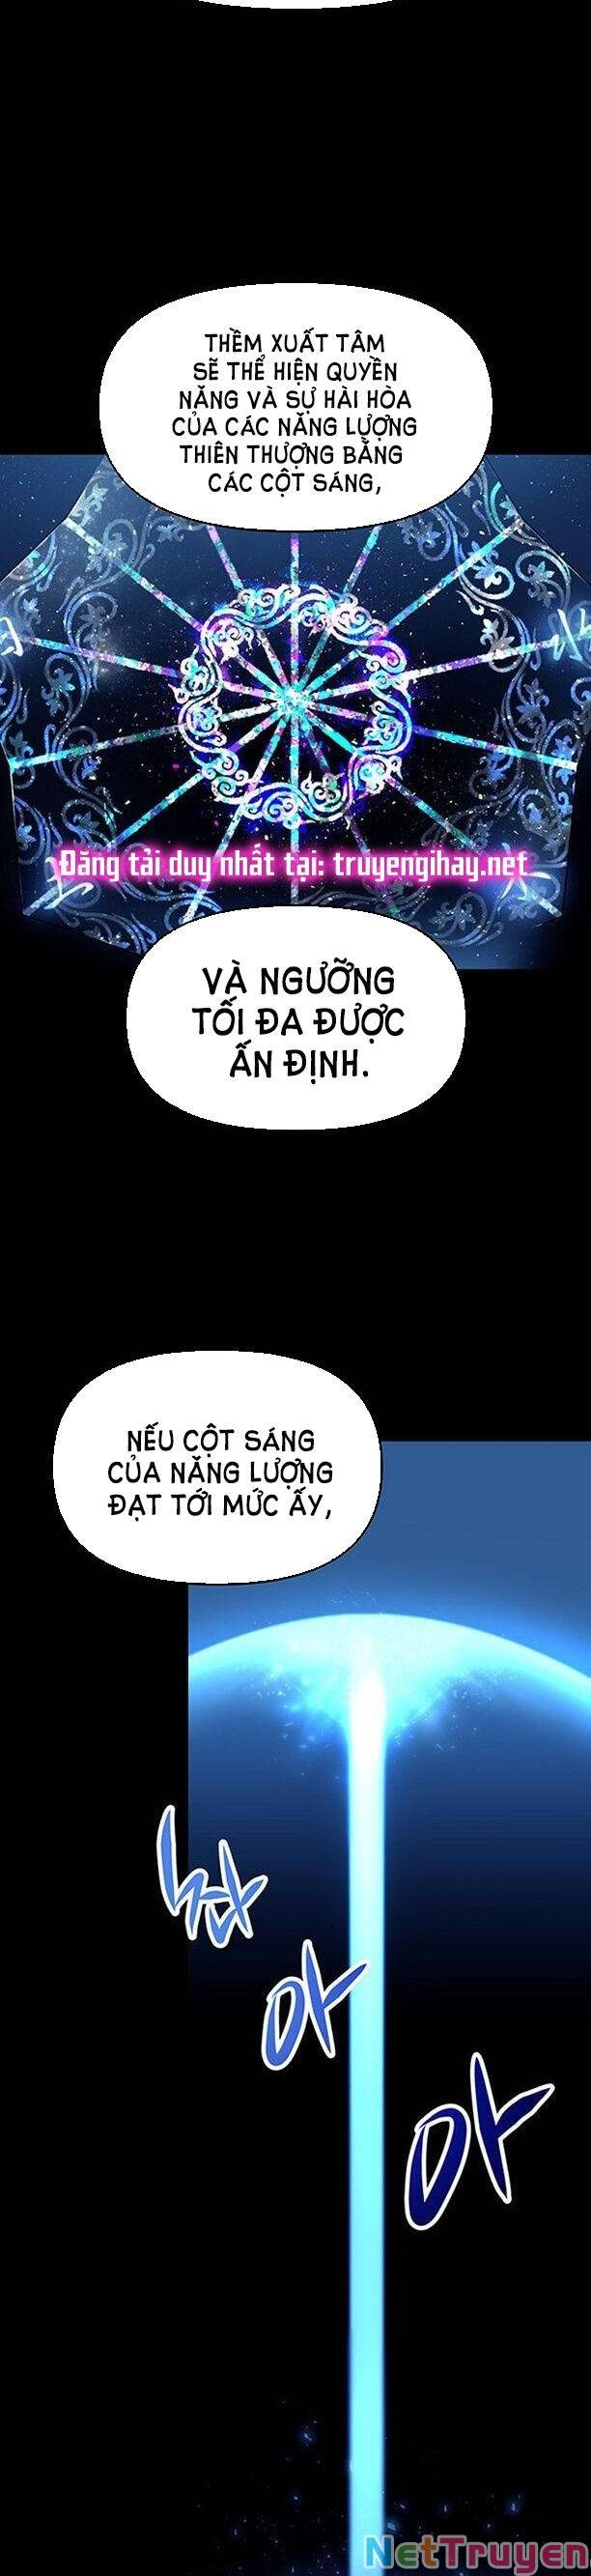 THỀM XUẤT TÂM
SẼ THỂ HIỆN QUYỀN
NĂNG VÀ SỰ HÀI HÒA
CỦA CÁC NĂNG LƯỢNG
THIÊN THƯỢNG BẰNG
CÁC CỘT SÁNG,
Đăng tải duy nhất tại: truyengihay.net
VÀ NGƯỠNG
TỐI ĐA ĐƯỢC
ẤN ĐỊNH.
NẾU CỘT SÁNG
CỦA NĂNG LƯỢNG
ĐẠT TỚI MỨC ẤY,
아
아
NetTruyen